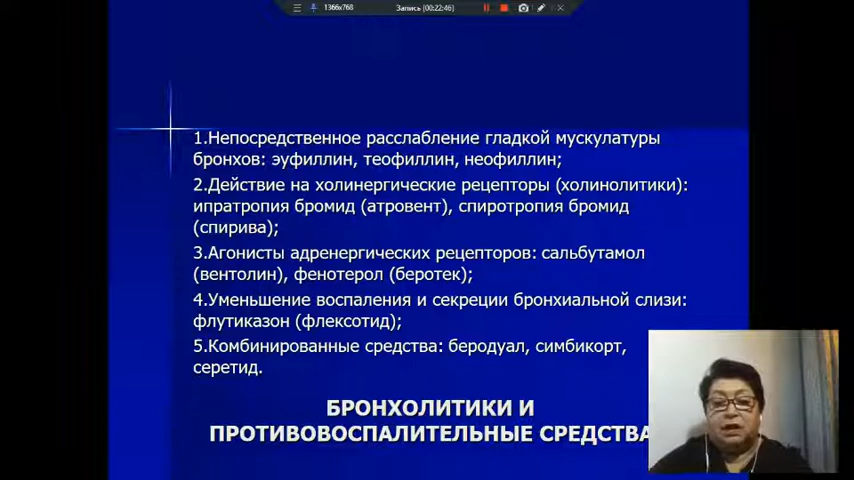 1366x768
Запись [00:22:46]
1.Непосредственное расслабление гладкой мускулатуры
бронхов: эуфиллин, теофиллин, неофиллин;
2.Действие на холинергические рецепторы (холинолитики):
ипратропия бромид (атровент), спиротропия бромид
(спирива);
3.Агонисты адренергических рецепторов: сальбутамол
(вентолин), фенотерол (беротек);
4.Уменьшение воспаления и секреции бронхиальной слизи:
флутиказон (флексотид);
5.Комбинированные средства: беродуал, симбикорт,
серетид.
БРОНХОЛИТИКИ И
ПРОТИВОВОСПАЛИТЕЛЬНЫЕ СРЕДСТВА